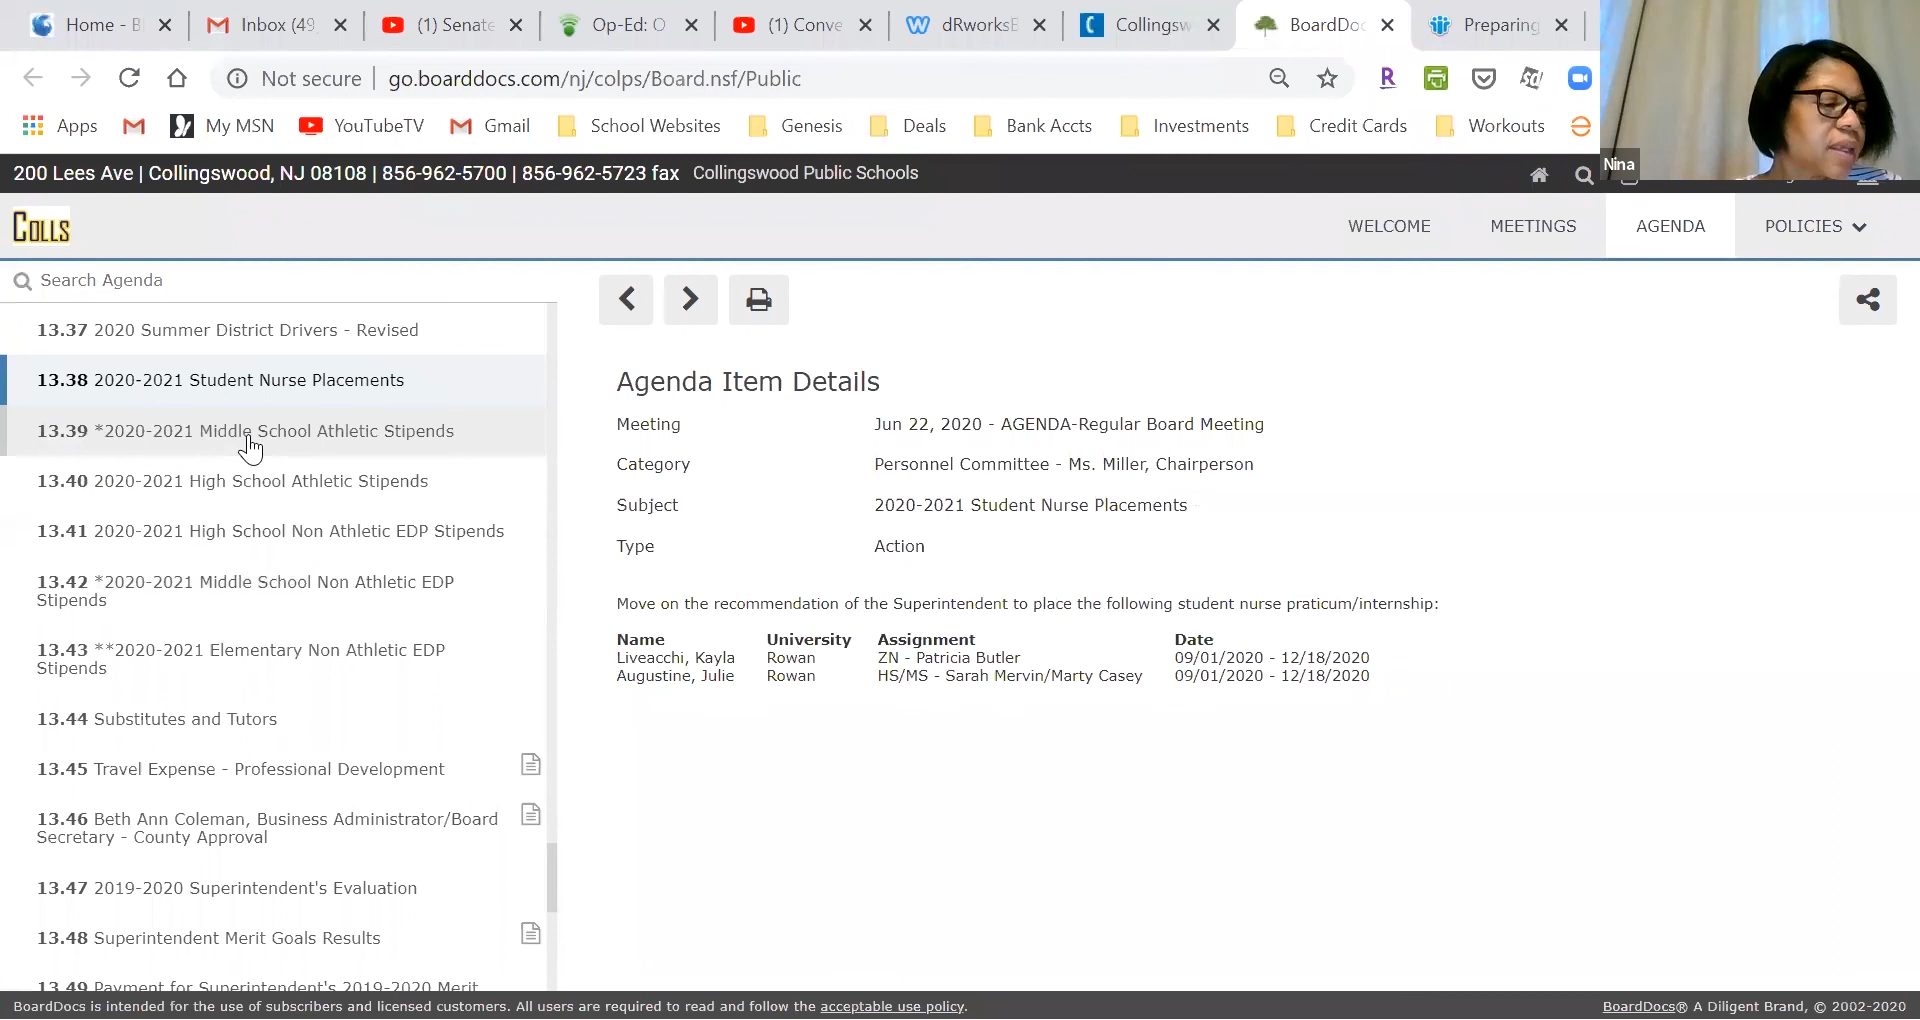 Home - B
Inbox (49
(1) Senate
Op-Ed: O
(1) Conve
dRworksB
Collingsw
BoardDoc
Preparing
Not secure | go.boarddocs.com/nj/colps/Board.nsf/Public
Apps
My MSN
YouTubeTV
Gmail
School Websites
Genesis
Deals
Bank Accts
Investments
Credit Cards
Workouts
Nina
200 Lees Ave | Collingswood, NJ 08108 | 856-962-5700 | 856-962-5723 fax Collingswood Public Schools
COLLS
WELCOME
MEETINGS
AGENDA
POLICIES
Search Agenda
13.37 2020 Summer District Drivers - Revised
13.38 2020-2021 Student Nurse Placements
13.39 *2020-2021 Middle School Athletic Stipends
13.40 2020-2021 High School Athletic Stipends
13.41 2020-2021 High School Non Athletic EDP Stipends
13.42 *2020-2021 Middle School Non Athletic EDP
Stipends
13.43 **2020-2021 Elementary Non Athletic EDP
Stipends
13.44 Substitutes and Tutors
13.45 Travel Expense - Professional Development
13.46 Beth Ann Coleman, Business Administrator/Board
Secretary - County Approval
13.47 2019-2020 Superintendent's Evaluation
13.48 Superintendent Merit Goals Results
13.49 Payment for Superintendent's 2019-2020 Merit
Agenda Item Details
Meeting Jun 22, 2020 - AGENDA-Regular Board Meeting
Category Personnel Committee - Ms. Miller, Chairperson
Subject 2020-2021 Student Nurse Placements
Type Action
Move on the recommendation of the Superintendent to place the following student nurse praticum/internship:
Name University Assignment Date
Liveacchi, Kayla Rowan ZN - Patricia Butler 09/01/2020 - 12/18/2020
Augustine, Julie Rowan HS/MS - Sarah Mervin/Marty Casey 09/01/2020 - 12/18/2020
BoardDocs is intended for the use of subscribers and licensed customers. All users are required to read and follow the acceptable use policy.
BoardDocs® A Diligent Brand, © 2002-2020